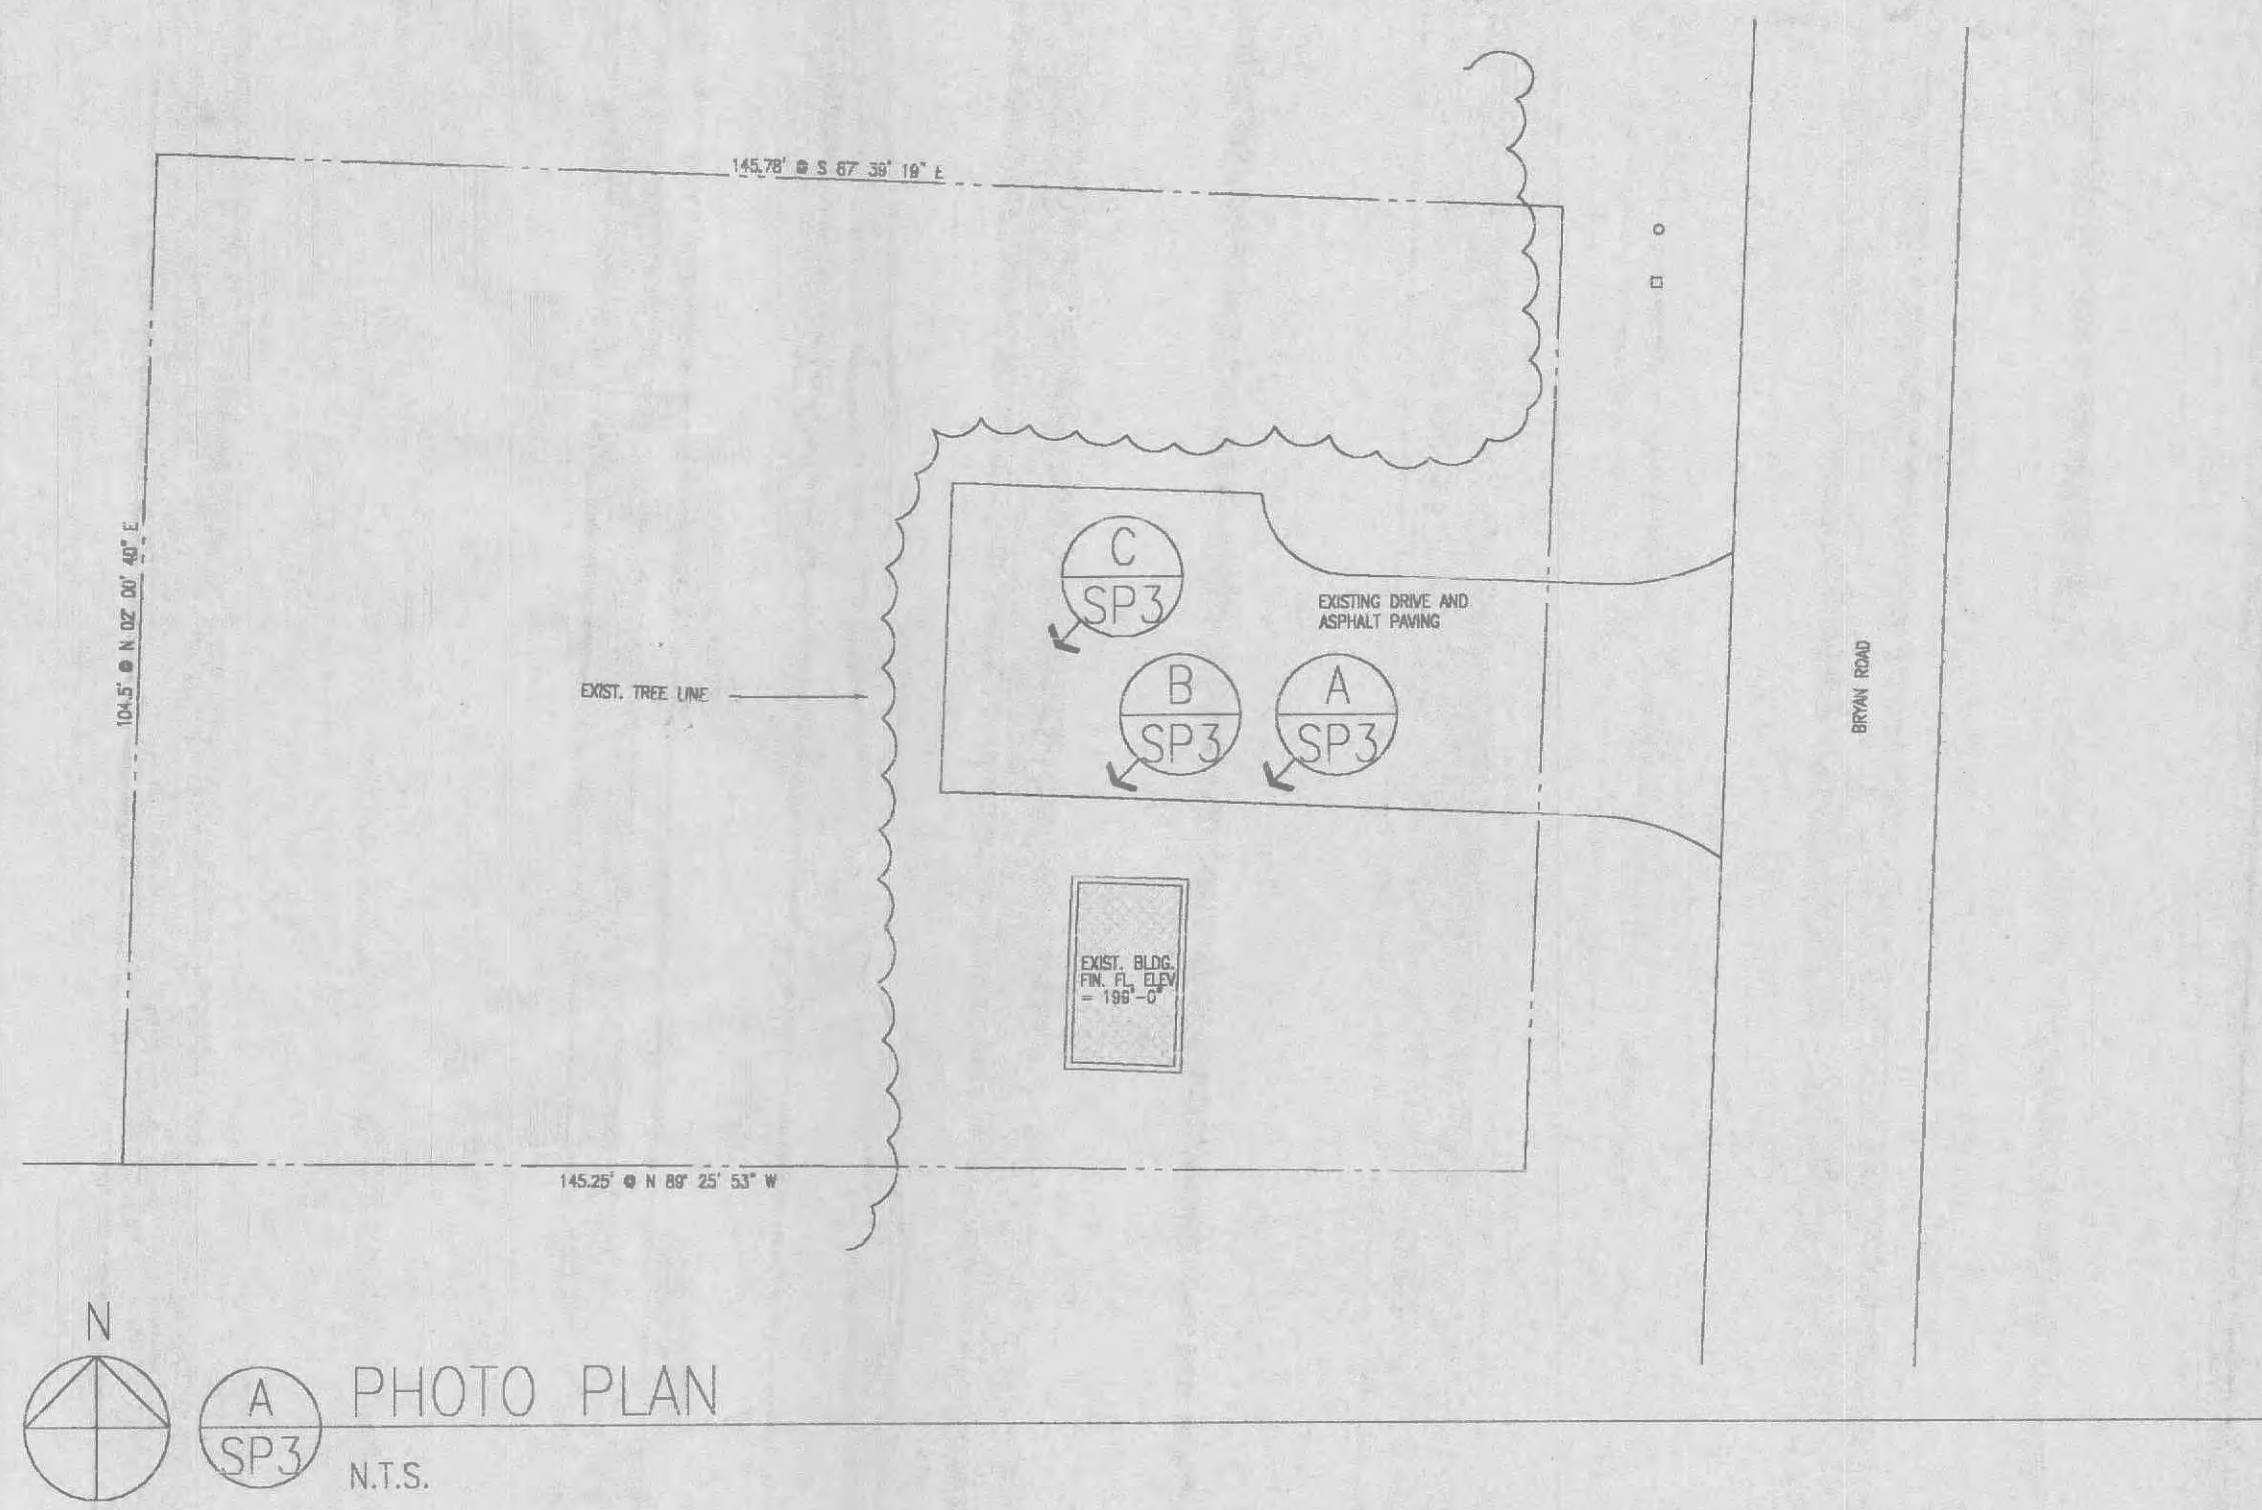 145.78' @ S 87° 39' 19" E
104.5' @ N 02° 00' 40" E
C
SP3
EXISTING DRIVE AND
ASPHALT PAVING
B
SP3
A
SP3
EXIST. TREE LINE
BRYAN ROAD
EXIST. BLDG.
FIN. FL. ELEV
= 199'-0"
145.25' @ N 89° 25' 53" W
N
A
SP3
PHOTO PLAN
N.T.S.